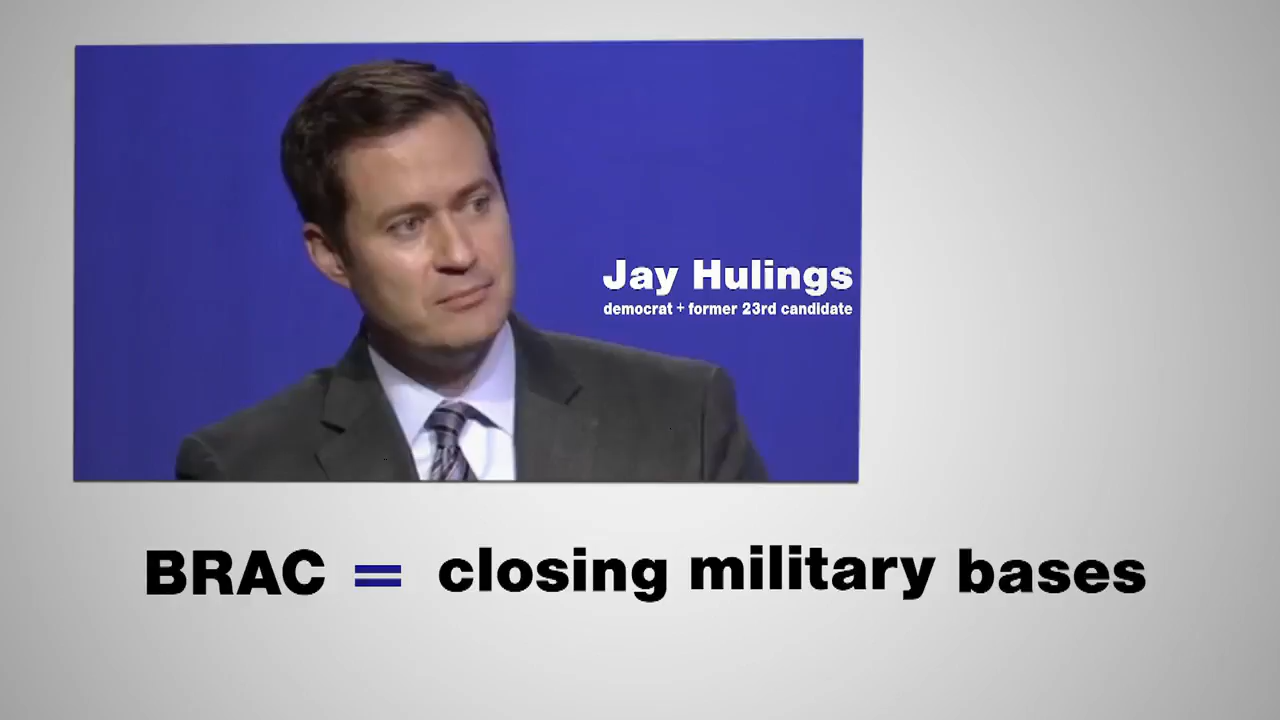 Jay Hulings
democrat + former 23rd candidate
BRAC = closing military bases